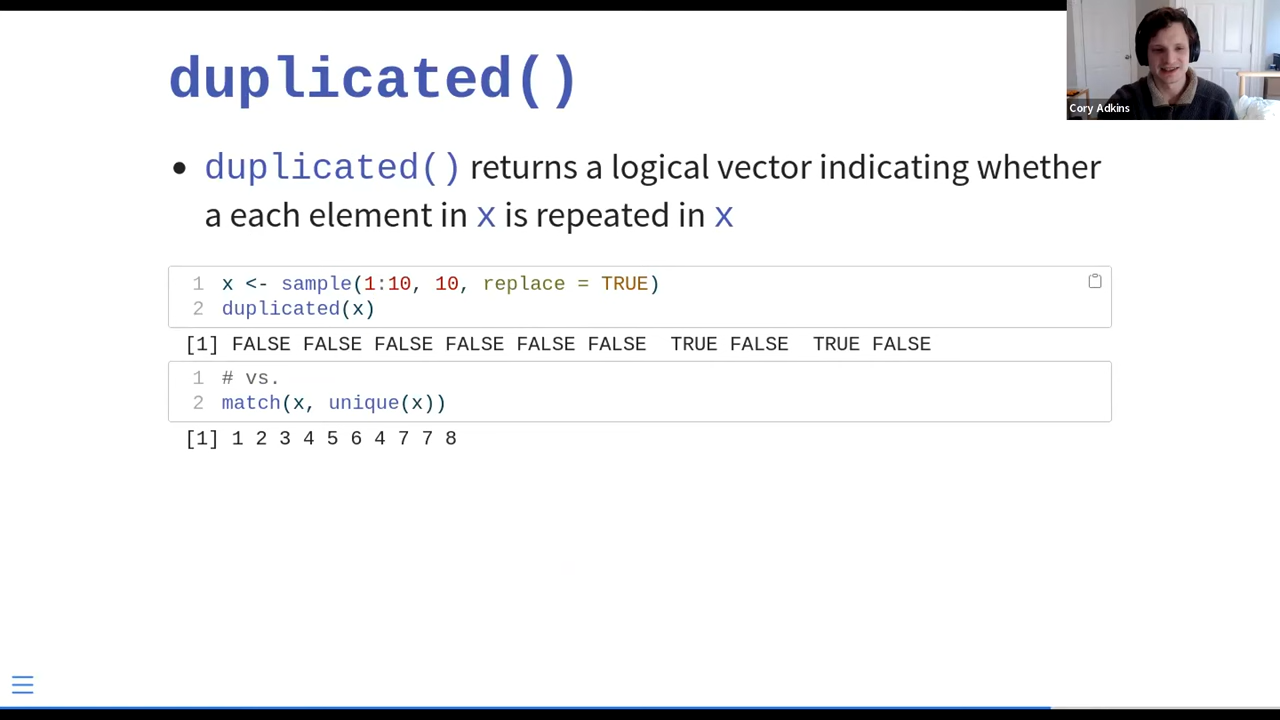 duplicated()
Cory Adkins
• duplicated() returns a logical vector indicating whether
a each element in x is repeated in x
1 x <- sample(1:10, 10, replace = TRUE)
2 duplicated(x)
[1] FALSE FALSE FALSE FALSE FALSE FALSE  TRUE FALSE  TRUE FALSE
1 # vs.
2 match(x, unique(x))
[1] 1 2 3 4 5 6 4 7 7 8